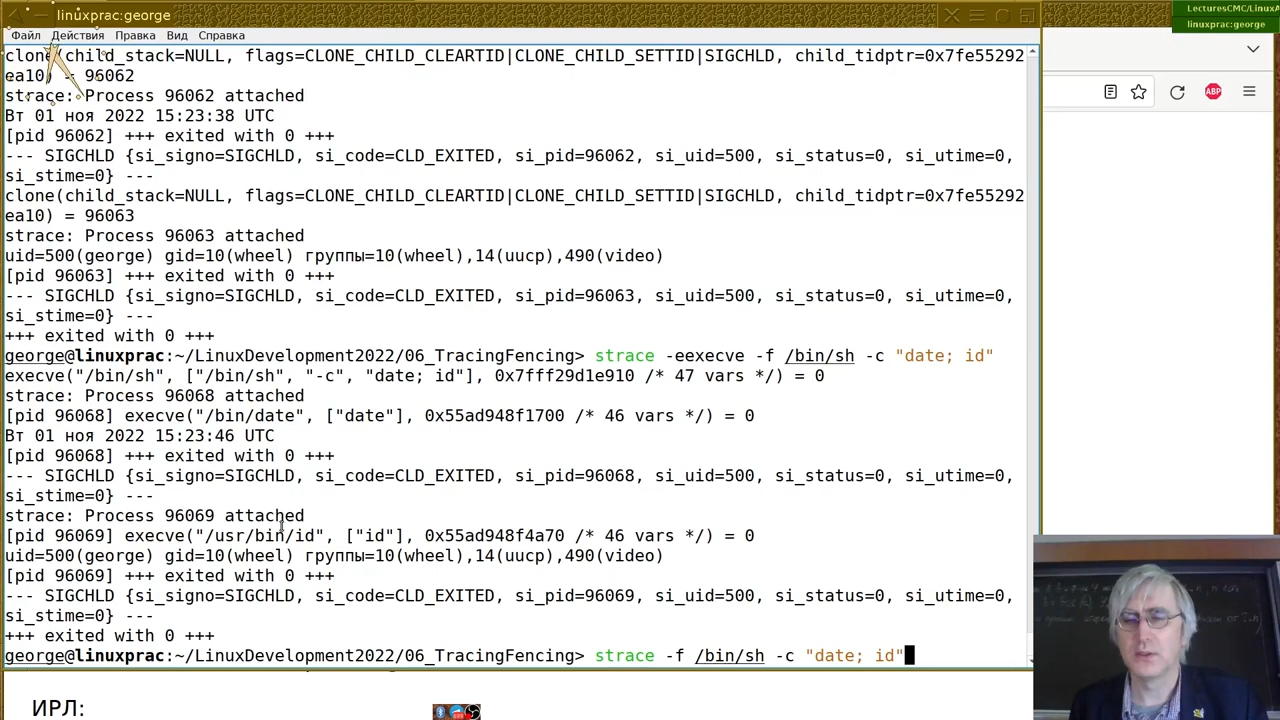 linuxprac:george
LecturesCMC/LinuxA
linuxprac:george
Файл Действия Правка Вид Справка
clone(child_stack=NULL, flags=CLONE_CHILD_CLEARTID|CLONE_CHILD_SETTID|SIGCHLD, child_tidptr=0x7fe55292
ea10) = 96062
strace: Process 96062 attached
Вт 01 ноя 2022 15:23:38 UTC
[pid 96062] +++ exited with 0 +++
--- SIGCHLD {si_signo=SIGCHLD, si_code=CLD_EXITED, si_pid=96062, si_uid=500, si_status=0, si_utime=0,
si_stime=0} ---
clone(child_stack=NULL, flags=CLONE_CHILD_CLEARTID|CLONE_CHILD_SETTID|SIGCHLD, child_tidptr=0x7fe55292
ea10) = 96063
strace: Process 96063 attached
uid=500(george) gid=10(wheel) группы=10(wheel),14(uucp),490(video)
[pid 96063] +++ exited with 0 +++
--- SIGCHLD {si_signo=SIGCHLD, si_code=CLD_EXITED, si_pid=96063, si_uid=500, si_status=0, si_utime=0,
si_stime=0} ---
+++ exited with 0 +++
george@linuxprac:~/LinuxDevelopment2022/06_TracingFencing> strace -eexecve -f /bin/sh -c "date; id"
execve("/bin/sh", ["/bin/sh", "-c", "date; id"], 0x7fff29d1e910 /* 47 vars */) = 0
strace: Process 96068 attached
[pid 96068] execve("/bin/date", ["date"], 0x55ad948f1700 /* 46 vars */) = 0
Вт 01 ноя 2022 15:23:46 UTC
[pid 96068] +++ exited with 0 +++
--- SIGCHLD {si_signo=SIGCHLD, si_code=CLD_EXITED, si_pid=96068, si_uid=500, si_status=0, si_utime=0,
si_stime=0} ---
strace: Process 96069 attached
[pid 96069] execve("/usr/bin/id", ["id"], 0x55ad948f4a70 /* 46 vars */) = 0
uid=500(george) gid=10(wheel) группы=10(wheel),14(uucp),490(video)
[pid 96069] +++ exited with 0 +++
--- SIGCHLD {si_signo=SIGCHLD, si_code=CLD_EXITED, si_pid=96069, si_uid=500, si_status=0, si_utime=0,
si_stime=0} ---
+++ exited with 0 +++
george@linuxprac:~/LinuxDevelopment2022/06_TracingFencing> strace -f /bin/sh -c "date; id"
ABP
ИРЛ: